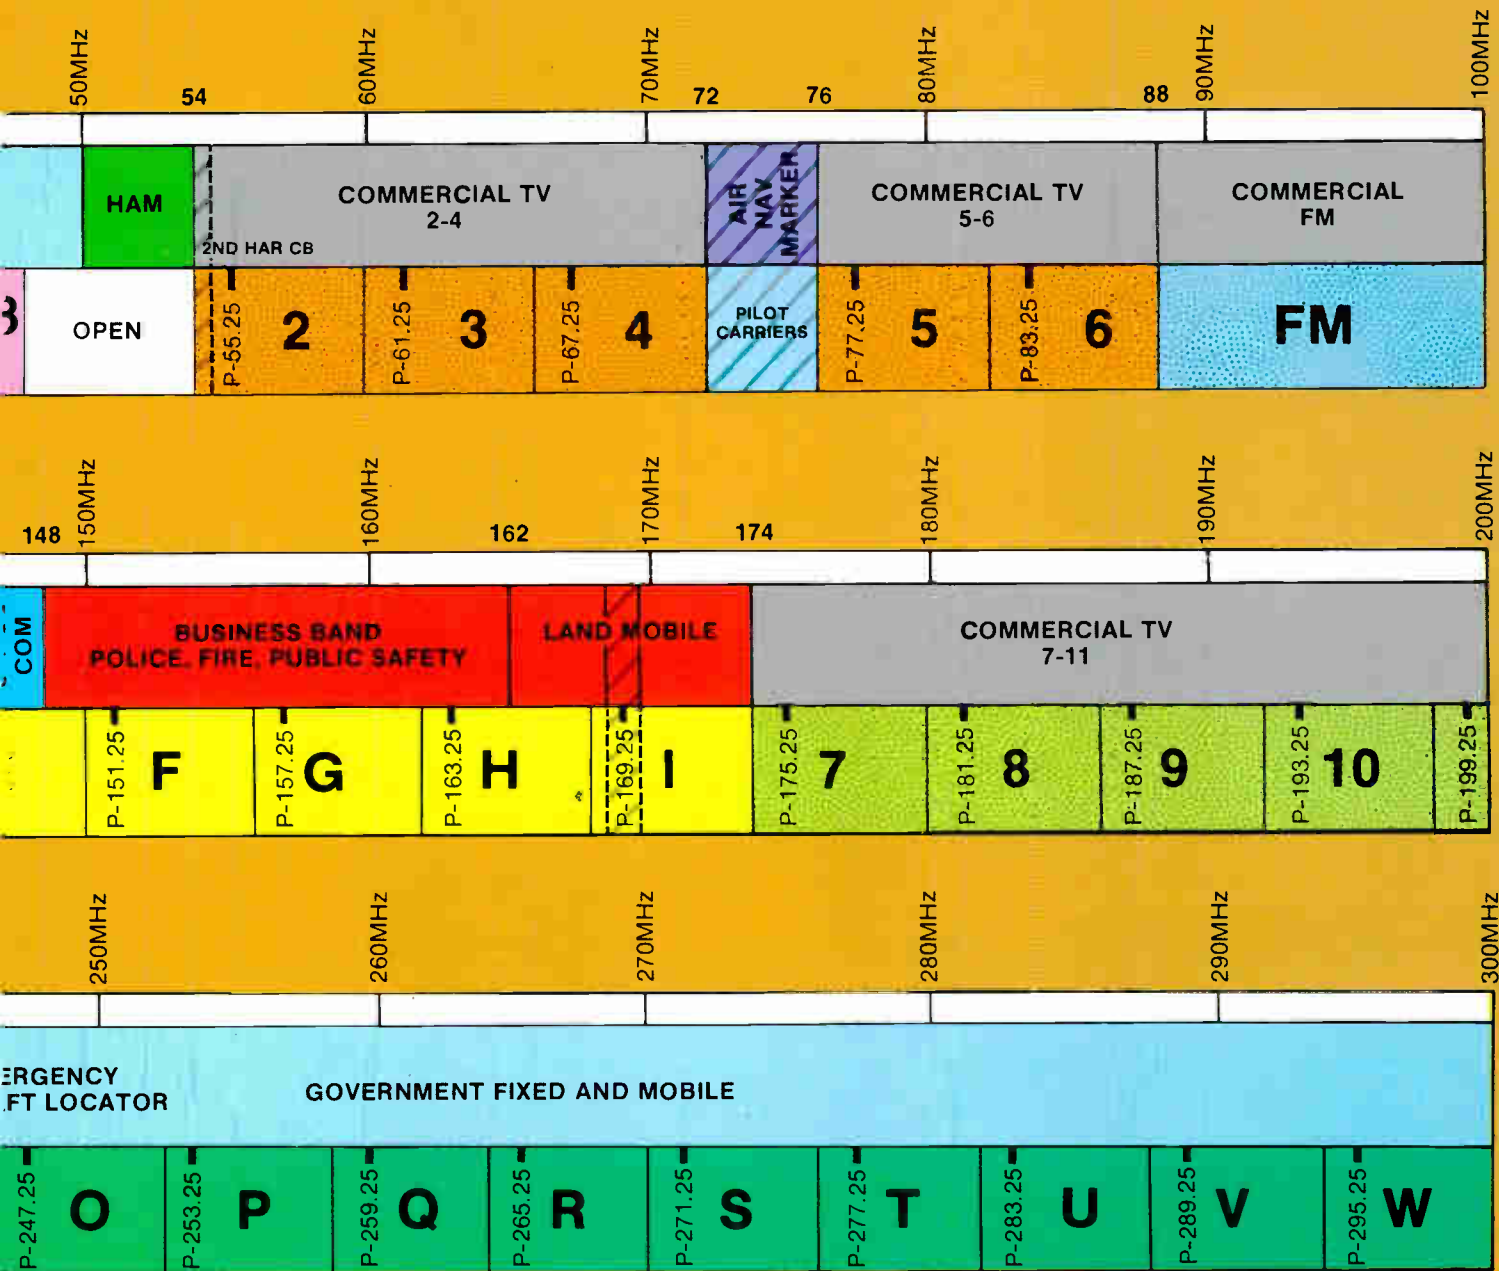 50MHz 54 60MHz 70MHz 72 76 80MHz 88 90MHz 100MHz
HAM
COMMERCIAL TV
2-4
2ND HAR CB
AIR
NAV
MARKER
COMMERCIAL TV
5-6
COMMERCIAL
FM
OPEN
P-55.25 2
P-61.25 3
P-67.25 4
PILOT
CARRIERS
P-77.25 5
P-83.25 6
FM
148 150MHz 160MHz 162 170MHz 174 180MHz 190MHz 200MHz
COM
BUSINESS BAND
POLICE, FIRE, PUBLIC SAFETY
LAND MOBILE
COMMERCIAL TV
7-11
P-151.25 F
P-157.25 G
P-163.25 H
P-169.25 I
P-175.25 7
P-181.25 8
P-187.25 9
P-193.25 10
P-199.25
250MHz 260MHz 270MHz 280MHz 290MHz 300MHz
ERGENCY
FT LOCATOR
GOVERNMENT FIXED AND MOBILE
P-247.25 O
P-253.25 P
P-259.25 Q
P-265.25 R
P-271.25 S
P-277.25 T
P-283.25 U
P-289.25 V
P-295.25 W